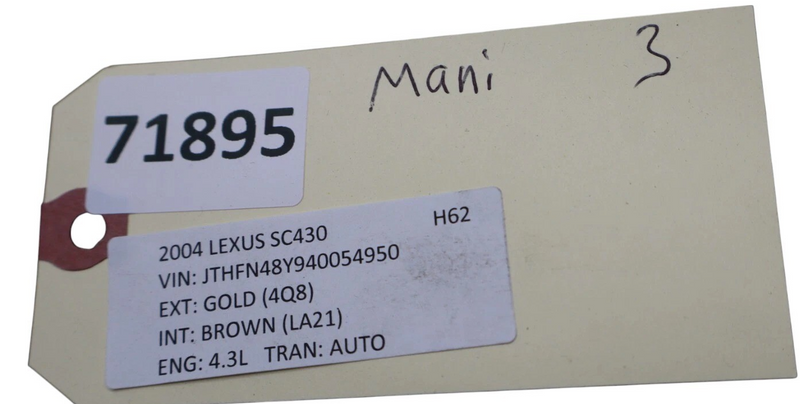 Mani 3
71895
2004 LEXUS SC430 H62
VIN: JTHFN48Y940054950
EXT: GOLD (4Q8)
INT: BROWN (LA21)
ENG: 4.3L TRAN: AUTO